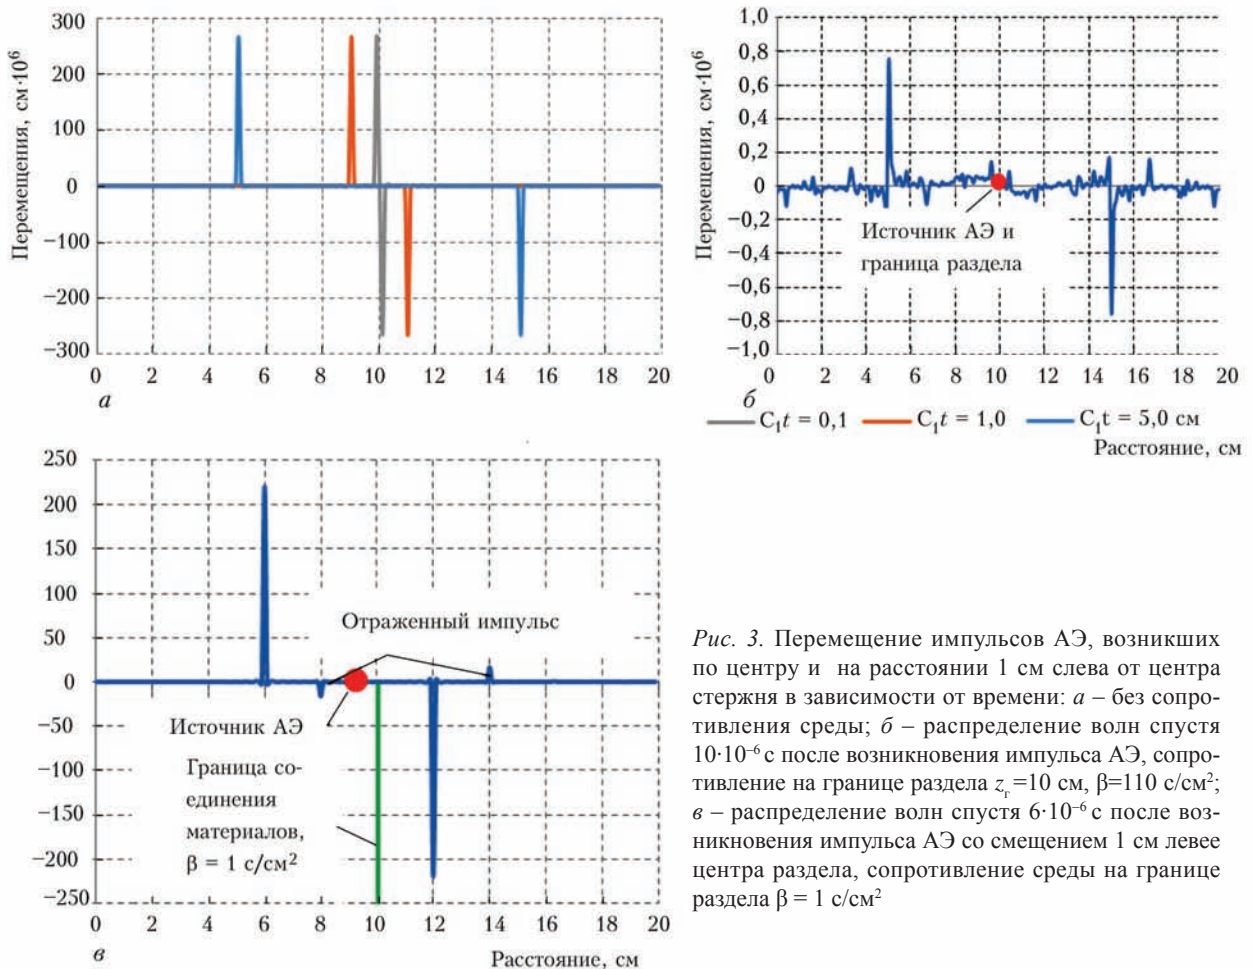 Перемещения, см·10⁶
300
200
100
0
−100
−200
−300
0 2 4 6 8 10 12 14 16 18 20
а
Перемещения, см·10⁶
1,0
0,8
0,6
0,4
0,2
0
−0,2
−0,4
−0,6
−0,8
−1,0
Источник АЭ и
граница раздела
0 2 4 6 8 10 12 14 16 18 20
б
C₁t = 0,1 C₁t = 1,0 C₁t = 5,0 см
Расстояние, см
250
200
150
100
50
0
−50
−100
−150
−200
−250
Отраженный импульс
Источник АЭ
Граница со-
единения
материалов,
β = 1 с/см²
0 2 4 6 8 10 12 14 16 18 20
в
Расстояние, см
Рис. 3. Перемещение импульсов АЭ, возникших
по центру и на расстоянии 1 см слева от центра
стержня в зависимости от времени: а – без сопро-
тивления среды; б – распределение волн спустя
10·10⁻⁶ с после возникновения импульса АЭ, сопро-
тивление на границе раздела zг =10 см, β=110 с/см²;
в – распределение волн спустя 6·10⁻⁶ с после воз-
никновения импульса АЭ со смещением 1 см левее
центра раздела, сопротивление среды на границе
раздела β = 1 с/см²